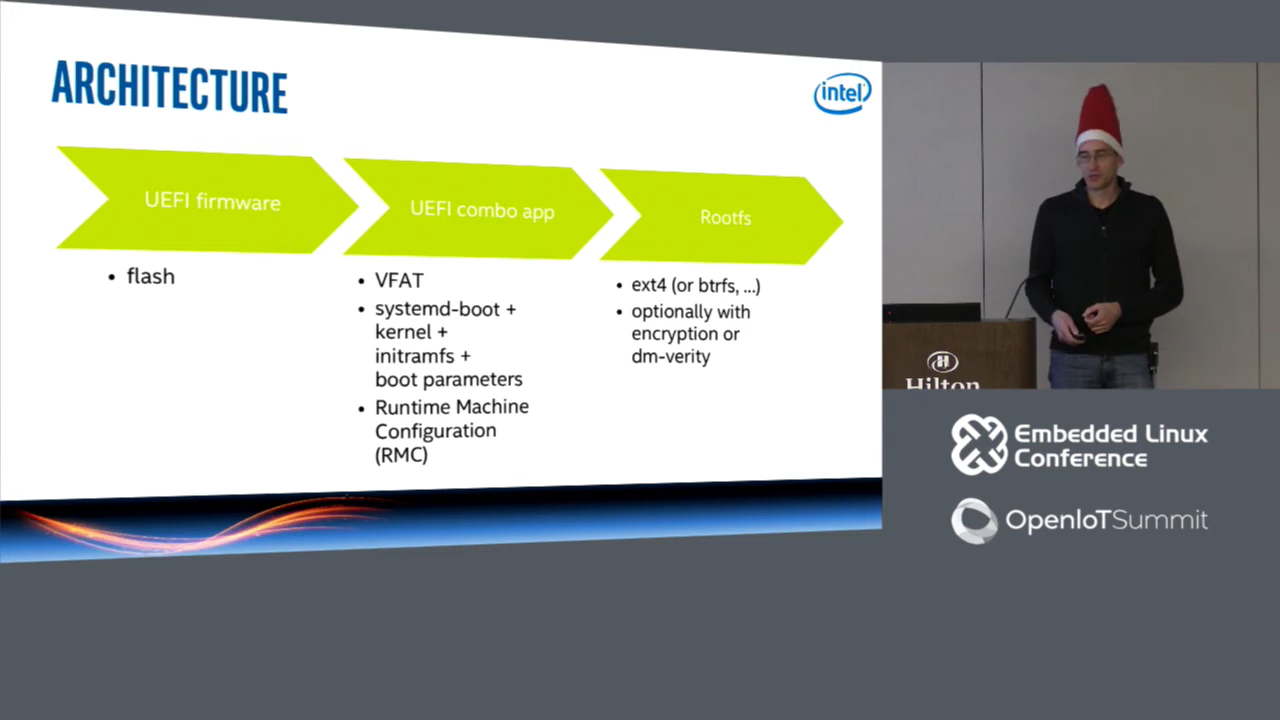 ARCHITECTURE
intel
UEFI firmware
UEFI combo app
Rootfs
• flash
• VFAT
• systemd-boot +
kernel +
initramfs +
boot parameters
• Runtime Machine
Configuration
(RMC)
• ext4 (or btrfs, ...)
• optionally with
encryption or
dm-verity
H
Hilton
Embedded Linux
Conference
OpenIoTSummit